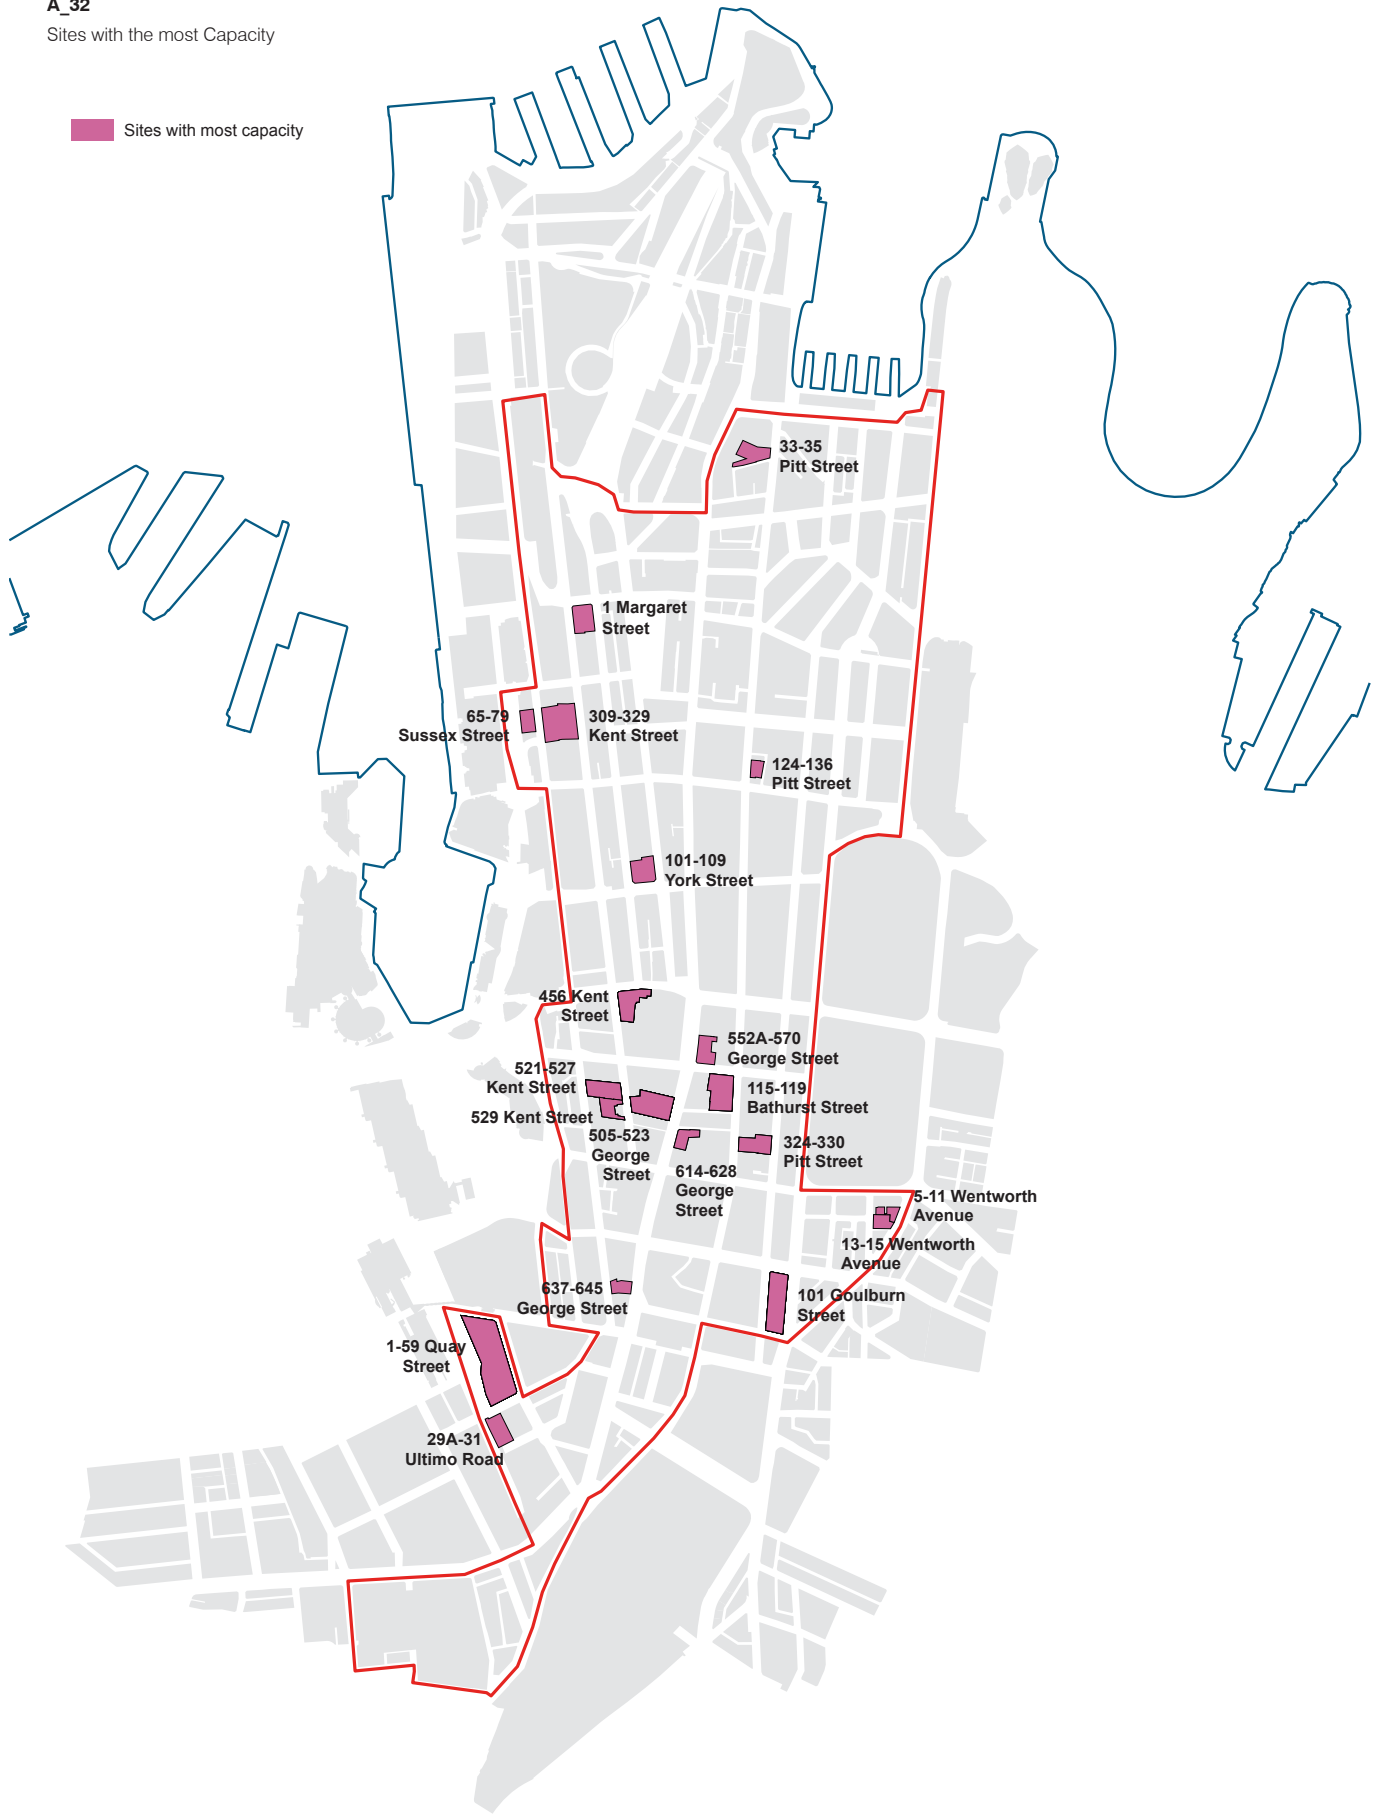 A_32
Sites with the most Capacity
Sites with most capacity
33-35
Pitt Street
1 Margaret
Street
65-79
Sussex Street
309-329
Kent Street
124-136
Pitt Street
101-109
York Street
456 Kent
Street
552A-570
George Street
521-527
Kent Street
115-119
Bathurst Street
529 Kent Street
505-523
George
Street
324-330
Pitt Street
614-628
George
Street
5-11 Wentworth
Avenue
13-15 Wentworth
Avenue
637-645
George Street
101 Goulburn
Street
1-59 Quay
Street
29A-31
Ultimo Road